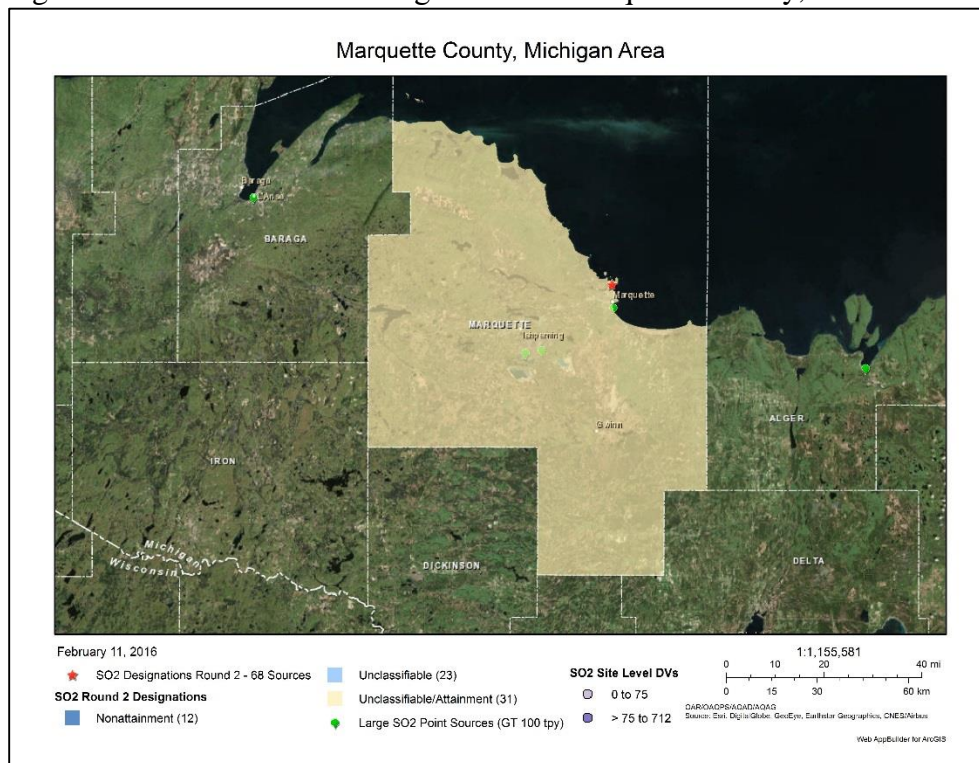 Marquette County, Michigan Area
Baraga
L'Anse
BARAGA
Marquette
MARQUETTE
Ishpeming
ALGER
Gwinn
IRON
Michigan
Wisconsin
DICKINSON
DELTA
February 11, 2016
SO2 Designations Round 2 - 68 Sources
SO2 Round 2 Designations
Nonattainment (12)
Unclassifiable (23)
Unclassifiable/Attainment (31)
Large SO2 Point Sources (GT 100 tpy)
SO2 Site Level DVs
0 to 75
> 75 to 712
1:1,155,581
0 10 20 40 mi
0 15 30 60 km
OAR/OAQPS/AQAD/AQAG
Source: Esri, DigitalGlobe, GeoEye, Earthstar Geographics, CNES/Airbus
Web AppBuilder for ArcGIS